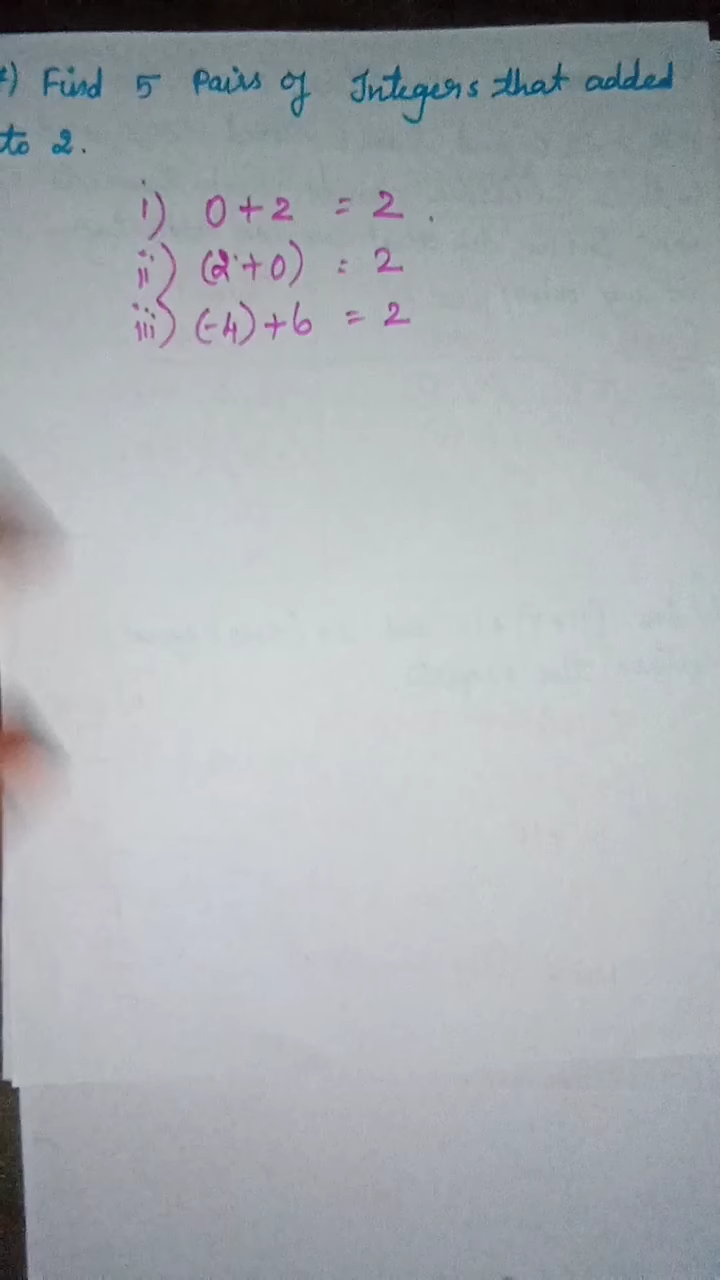 ) Find 5 Pairs of Integers that added
to 2.
i) 0+2 = 2.
ii) (2+0) = 2
iii) (-4)+6 = 2